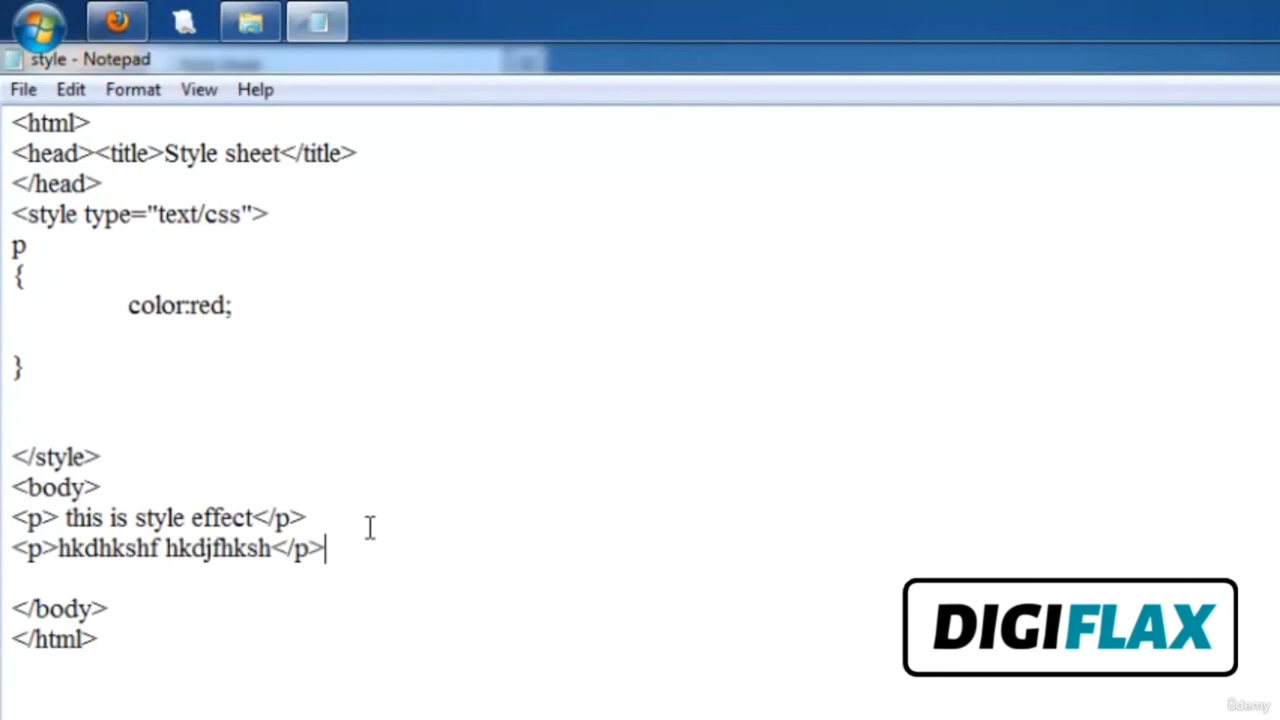 style - Notepad
File Edit Format View Help
<html>
<head><title>Style sheet</title>
</head>
<style type="text/css">
p
{
color:red;
}
</style>
<body>
<p> this is style effect</p>
<p>hkdhkshf hkdjfhksh</p>
</body>
</html>
DIGIFLAX
ûdemy